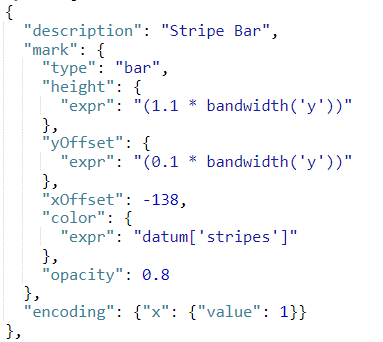 {
"description": "Stripe Bar",
"mark": {
"type": "bar",
"height": {
"expr": "(1.1 * bandwidth('y'))"
},
"yOffset": {
"expr": "(0.1 * bandwidth('y'))"
},
"xOffset": -138,
"color": {
"expr": "datum['stripes']"
},
"opacity": 0.8
},
"encoding": {"x": {"value": 1}}
},